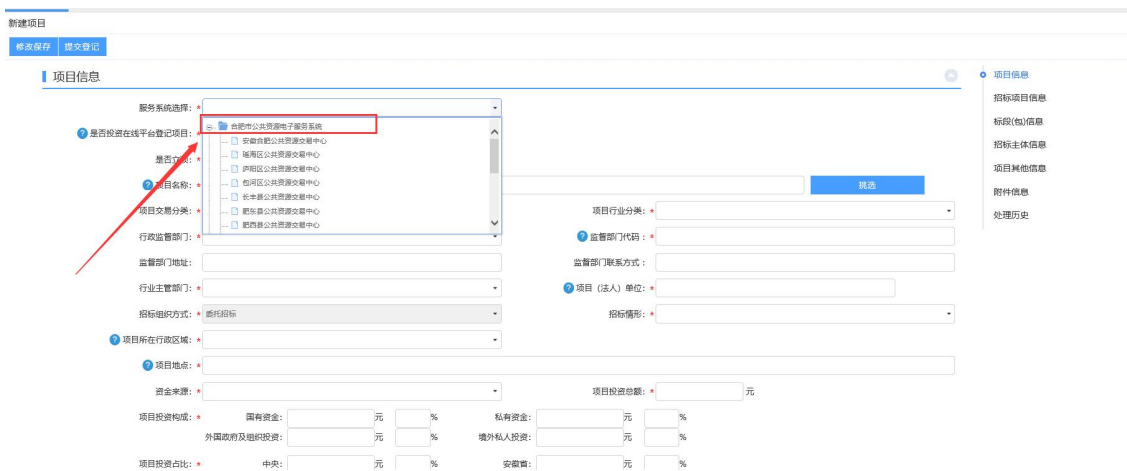 新建项目
修改保存 提交登记
项目信息
服务系统选择: *
合肥市公共资源电子服务系统
安徽合肥公共资源交易中心
瑶海区公共资源交易中心
庐阳区公共资源交易中心
包河区公共资源交易中心
长丰县公共资源交易中心
肥东县公共资源交易中心
肥西县公共资源交易中心
? 是否投资在线平台登记项目: *
是否立项: *
? 项目名称: * 挑选
项目交易分类: * 项目行业分类: *
行政监督部门: * ? 监督部门代码: *
监督部门地址: 监督部门联系方式:
行业主管部门: * ? 项目（法人）单位: *
招标组织方式: * 委托招标 招标情形: *
? 项目所在行政区域: *
? 项目地点: *
资金来源: * 项目投资总额: * 元
项目投资构成: * 国有资金: 元 % 私有资金: 元 %
外国政府及组织投资: 元 % 境外私人投资: 元 %
项目投资占比: * 中央: 元 % 安徽省: 元 %
项目信息
招标项目信息
标段(包)信息
招标主体信息
项目其他信息
附件信息
处理历史